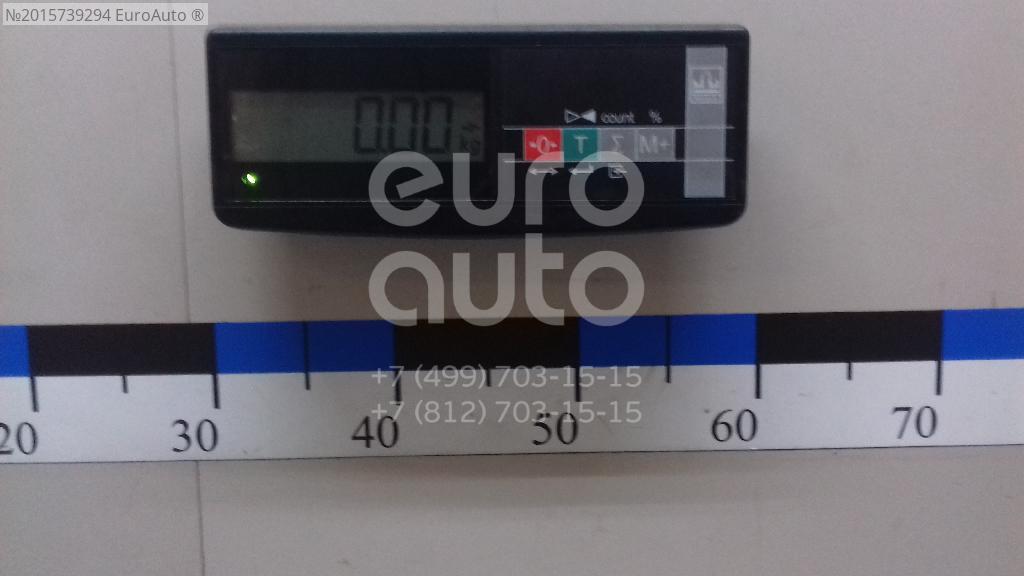 №2015739294 EuroAuto ®
0.00
count %
→0← T Σ M+
euro
auto
+7 (499) 703-15-15
+7 (812) 703-15-15
20 30 40 50 60 70